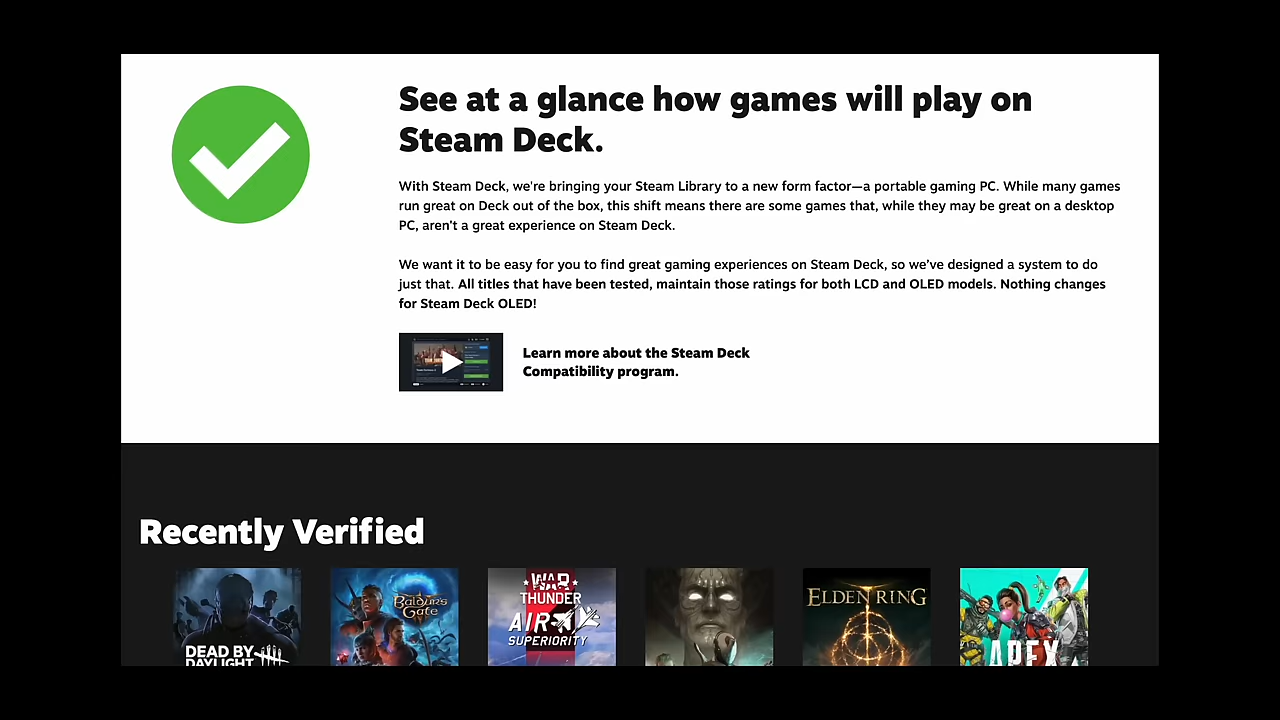 See at a glance how games will play on
Steam Deck.
With Steam Deck, we're bringing your Steam Library to a new form factor—a portable gaming PC. While many games
run great on Deck out of the box, this shift means there are some games that, while they may be great on a desktop
PC, aren't a great experience on Steam Deck.
We want it to be easy for you to find great gaming experiences on Steam Deck, so we've designed a system to do
just that. All titles that have been tested, maintain those ratings for both LCD and OLED models. Nothing changes
for Steam Deck OLED!
Learn more about the Steam Deck
Compatibility program.
Recently Verified
DEAD BY
DAYLIGHT
BALDUR'S
GATE
WAR
THUNDER
AIR
SUPERIORITY
ELDEN RING
APEX